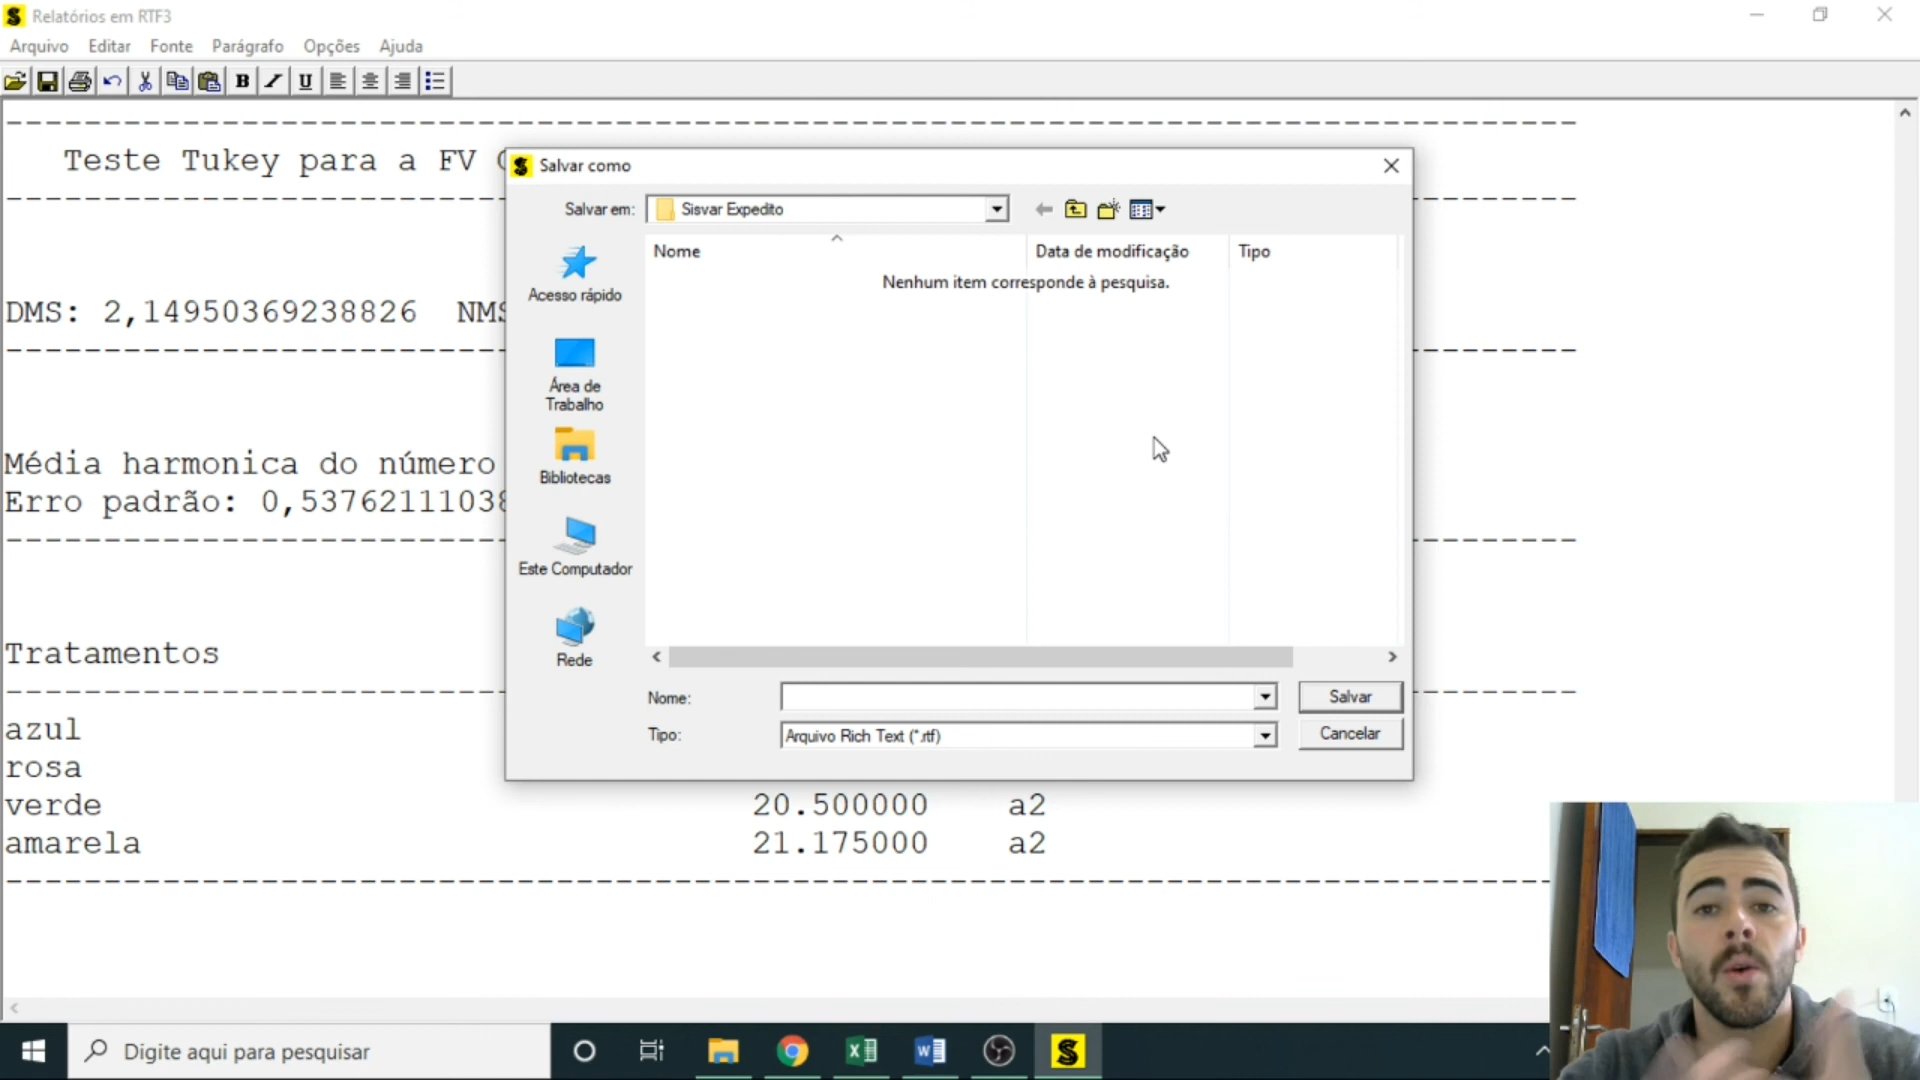 Relatórios em RTF3
Arquivo Editar Fonte Parágrafo Opções Ajuda
B I U
Teste Tukey para a FV
Salvar como
Salvar em: Sisvar Expedito
Nome Data de modificação Tipo
Nenhum item corresponde à pesquisa.
Acesso rápido
DMS: 2,14950369238826
Área de
Trabalho
Média harmonica do número
Bibliotecas
Erro padrão: 0,5376211103
Este Computador
Tratamentos
Rede
Nome: Salvar
Tipo: Arquivo Rich Text (*.rtf) Cancelar
azul
rosa
verde 20.500000 a2
amarela 21.175000 a2
Digite aqui para pesquisar